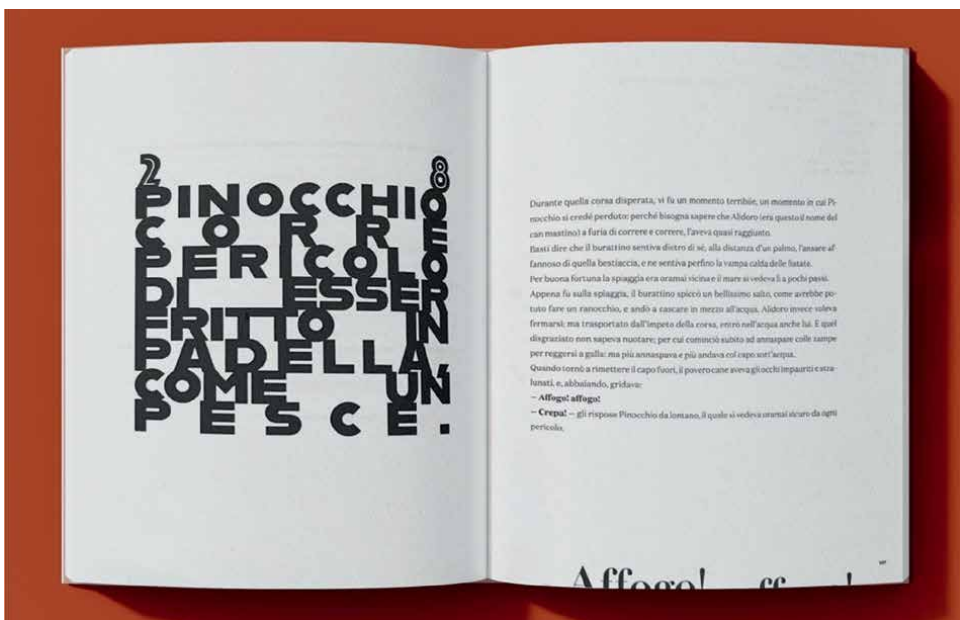 2 8
PINOCCHIO
CORRE
PERICOLO
DI ESSER
FRITTO IN
PADELLA,
COME UN
PESCE.
Durante quella corsa disperata, vi fu un momento terribile, un momento in cui Pi-
nocchio si credé perduto: perché bisogna sapere che Alidoro (era questo il nome del
can mastino) a furia di correre e correre, l'aveva quasi raggiunto.
Basti dire che il burattino sentiva dietro di sé, alla distanza d'un palmo, l'ansare af-
fannoso di quella bestiaccia, e ne sentiva perfino la vampa calda delle fiatate.
Per buona fortuna la spiaggia era oramai vicina e il mare si vedeva lì a pochi passi.
Appena fu sulla spiaggia, il burattino spiccò un bellissimo salto, come avrebbe po-
tuto fare un ranocchio, e andò a cascare in mezzo all'acqua. Alidoro invece voleva
fermarsi; ma trasportato dall'impeto della corsa, entrò nell'acqua anche lui. E quel
disgraziato non sapeva nuotare; per cui cominciò subito ad annaspare colle zampe
per reggersi a galla: ma più annaspava e più andava col capo sott'acqua.
Quando tornò a rimettere il capo fuori, il povero cane aveva gli occhi impauriti e stra-
lunati, e, abbaiando, gridava:
– Affogo! affogo!
– Crepa! – gli rispose Pinocchio da lontano, il quale si vedeva oramai sicuro da ogni
pericolo.
Affogo!